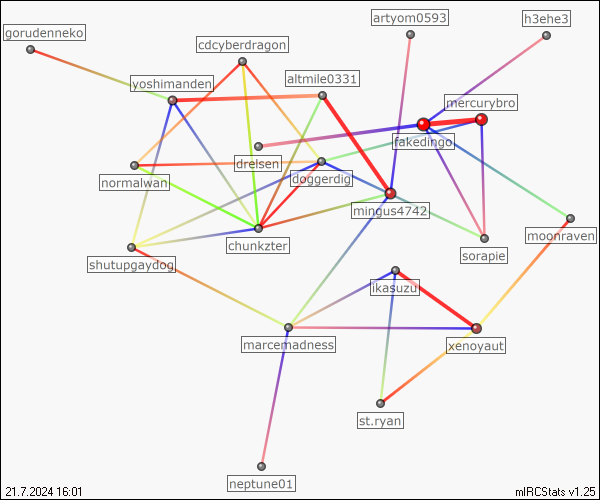 artyom0593
h3ehe3
gorudenneko
cdcyberdragon
yoshimanden
altmile0331
mercurybro
fakedingo
drelsen
doggerdig
normalwan
mingus4742
chunkzter
sorapie
moonraven
shutupgaydog
ikasuzu
marcemadness
xenoyaut
st.ryan
neptune01
21.7.2024 16:01
mIRCStats v1.25